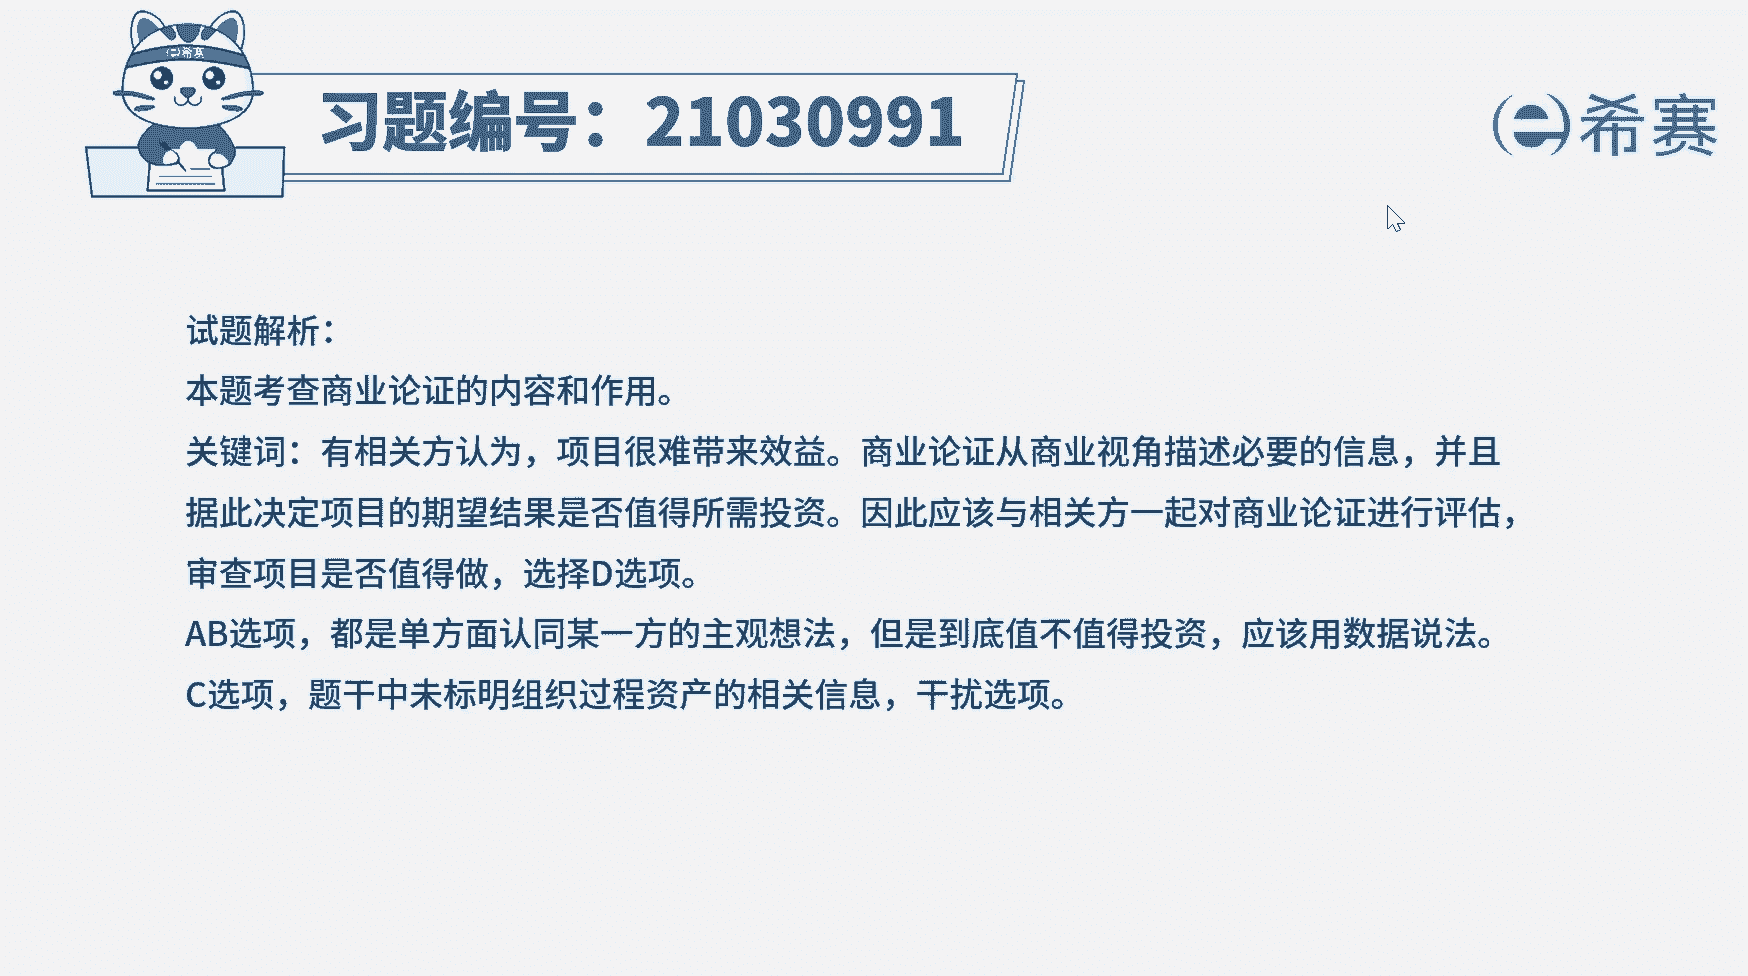 希赛
习题编号：21030991
希赛
试题解析：
本题考查商业论证的内容和作用。
关键词：有相关方认为，项目很难带来效益。商业论证从商业视角描述必要的信息，并且
据此决定项目的期望结果是否值得所需投资。因此应该与相关方一起对商业论证进行评估，
审查项目是否值得做，选择D选项。
AB选项，都是单方面认同某一方的主观想法，但是到底值不值得投资，应该用数据说法。
C选项，题干中未标明组织过程资产的相关信息，干扰选项。